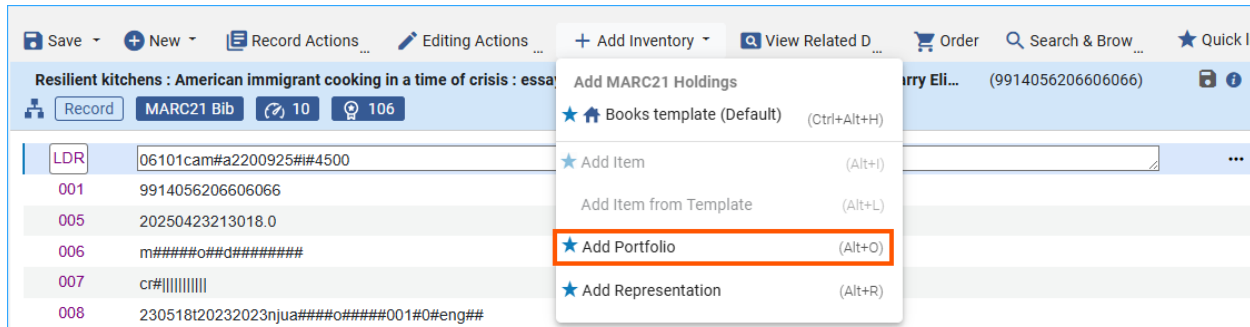 Save New Record Actions ... Editing Actions ... + Add Inventory View Related D... Order Search & Brow... Quick l
Resilient kitchens : American immigrant cooking in a time of crisis : essa arry Eli... (9914056206606066)
Record MARC21 Bib 10 106
Add MARC21 Holdings
Books template (Default) (Ctrl+Alt+H)
Add Item (Alt+I)
Add Item from Template (Alt+L)
Add Portfolio (Alt+O)
Add Representation (Alt+R)
LDR 06101cam#a2200925#i#4500 ...
001 9914056206606066
005 20250423213018.0
006 m#####o##d########
007 cr#|||||||||||
008 230518t20232023njua####o#####001#0#eng##